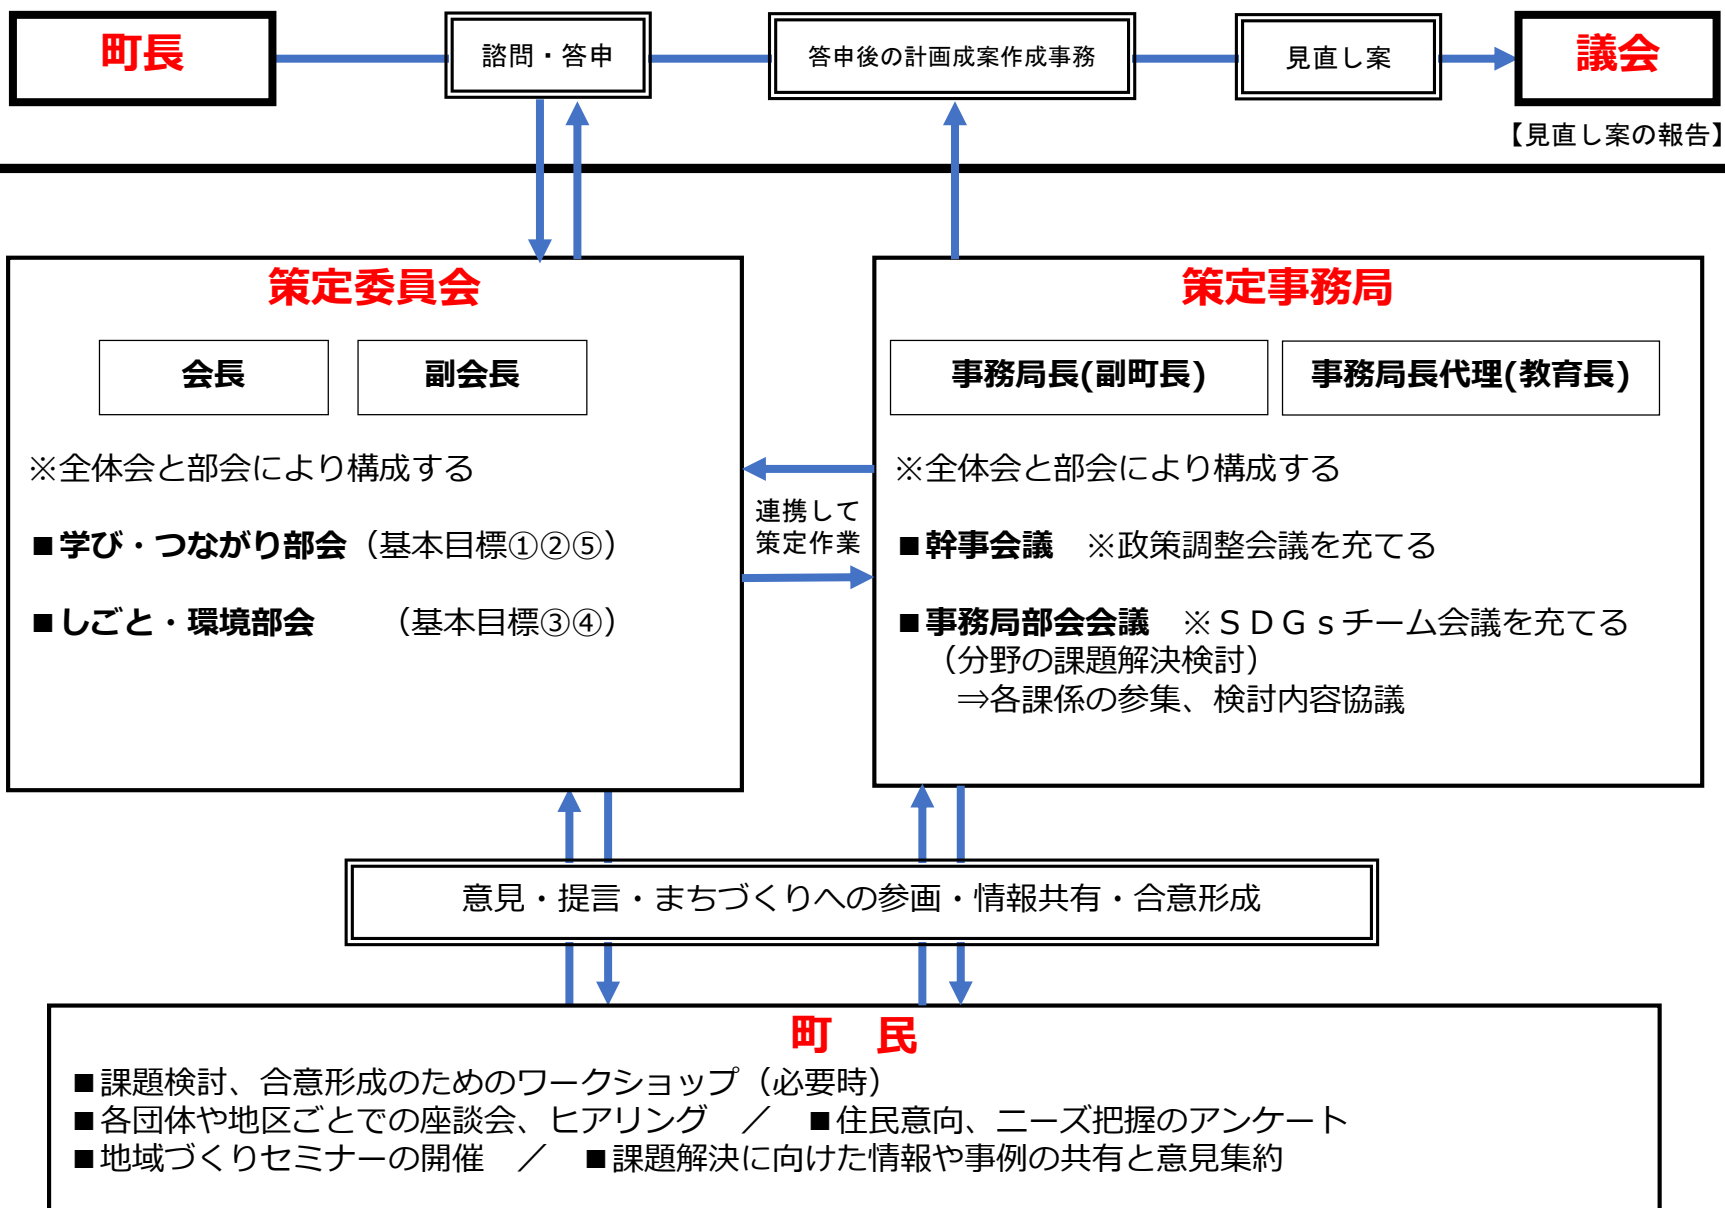 町長
諮問・答申
答申後の計画成案作成事務
見直し案
議会
【見直し案の報告】
策定委員会
会長
副会長
※全体会と部会により構成する
■学び・つながり部会（基本目標①②⑤）
■しごと・環境部会　　（基本目標③④）
連携して
策定作業
策定事務局
事務局長(副町長)
事務局長代理(教育長)
※全体会と部会により構成する
■幹事会議　※政策調整会議を充てる
■事務局部会会議　※ＳＤＧｓチーム会議を充てる
（分野の課題解決検討）
⇒各課係の参集、検討内容協議
意見・提言・まちづくりへの参画・情報共有・合意形成
町　民
■課題検討、合意形成のためのワークショップ（必要時）
■各団体や地区ごとでの座談会、ヒアリング　／　■住民意向、ニーズ把握のアンケート
■地域づくりセミナーの開催　／　■課題解決に向けた情報や事例の共有と意見集約